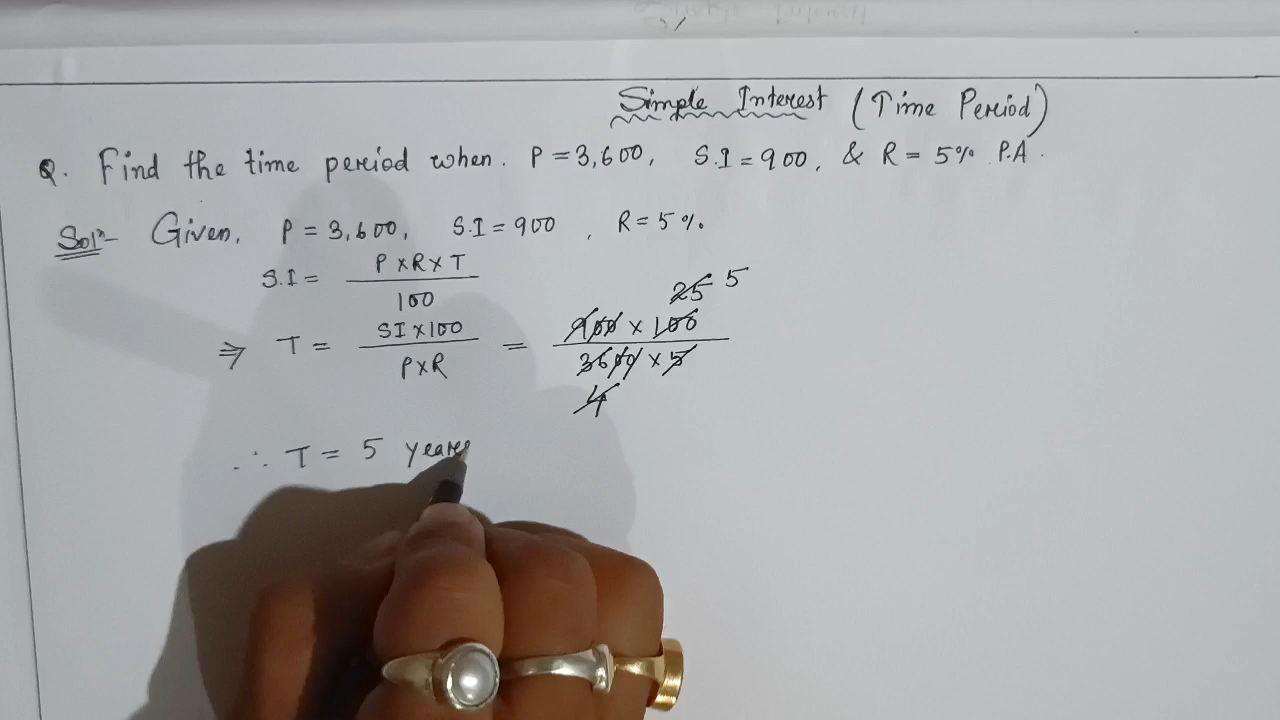 Simple Interest (Time Period)
Q. Find the time period when. P = 3,600, S.I = 900, & R = 5% P.A.
Solⁿ- Given, P = 3,600, S.I = 900, R = 5%.
S.I = P×R×T / 100
⇒ T = SI×100 / P×R = 900 × 100 / 3600 × 5
25 5
4
∴ T = 5 years